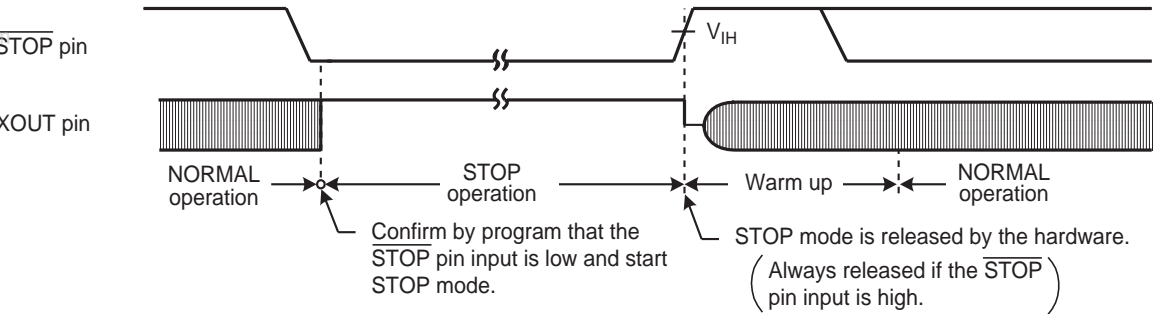 STOP pin
VIH
XOUT pin
NORMAL
operation
STOP
operation
Warm up
NORMAL
operation
Confirm by program that the
STOP pin input is low and start
STOP mode.
STOP mode is released by the hardware.
Always released if the STOP
pin input is high.